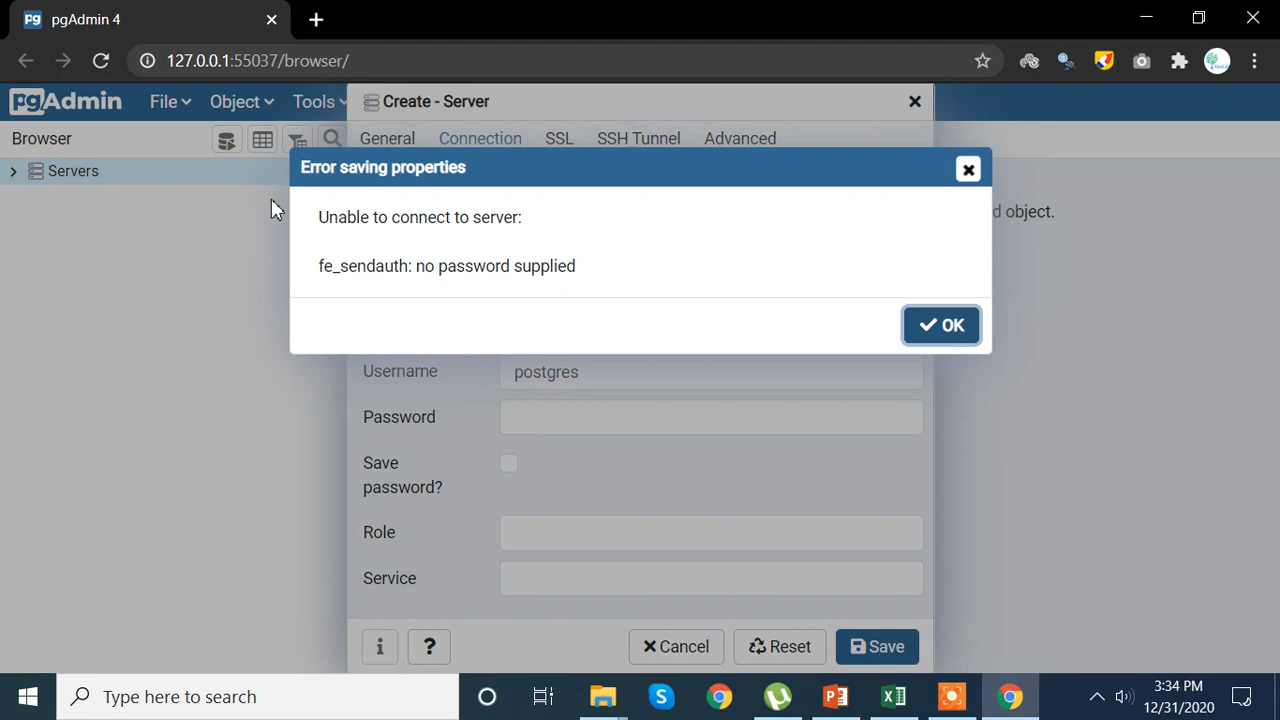 pgAdmin 4
127.0.0.1:55037/browser/
pgAdmin File Object Tools
Create - Server
Browser
General Connection SSL SSH Tunnel Advanced
Servers
Error saving properties
Unable to connect to server:
d object.
fe_sendauth: no password supplied
OK
Username postgres
Password
Save
password?
Role
Service
i ? Cancel Reset Save
Type here to search
3:34 PM
12/31/2020